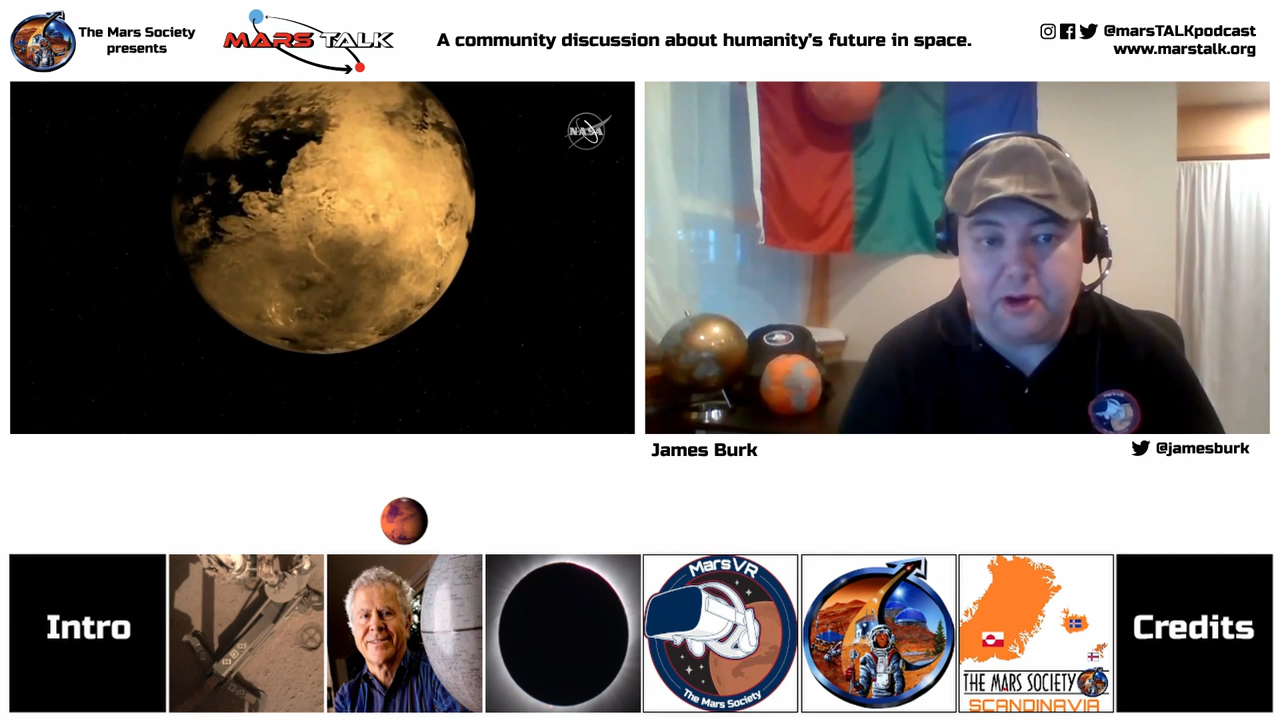 The Mars Society
presents
MARS TALK
A community discussion about humanity's future in space.
@marsTALKpodcast
www.marstalk.org
NASA
James Burk
@jamesburk
Intro
MarsVR
The Mars Society
THE MARS SOCIETY
SCANDINAVIA
Credits